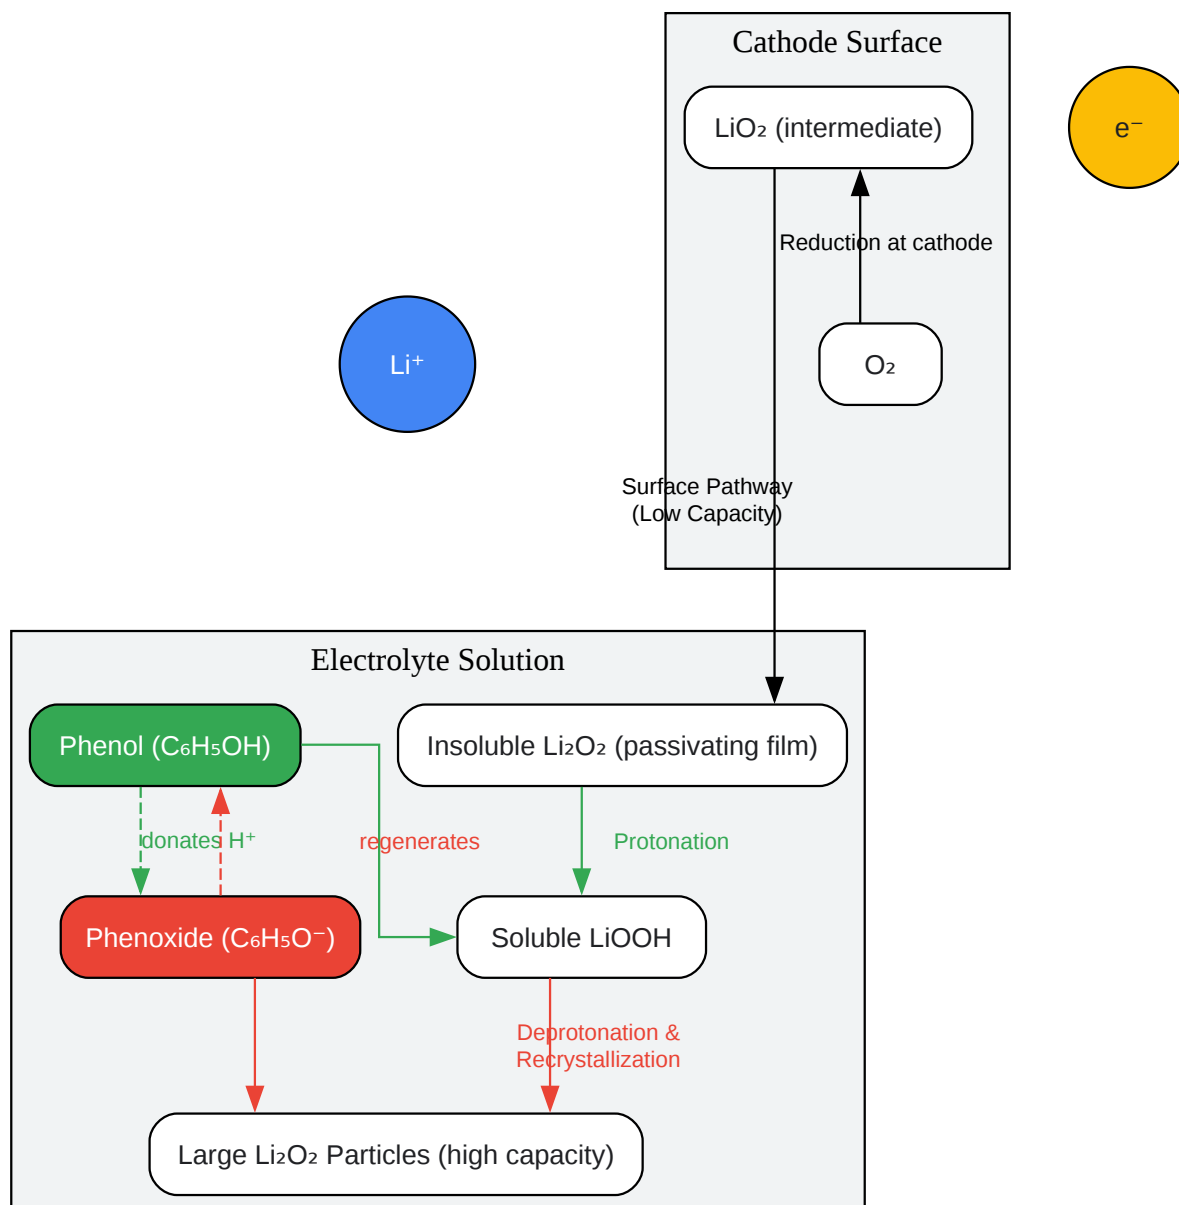 Cathode Surface
LiO₂ (intermediate)
e⁻
Reduction at cathode
Li⁺
O₂
Surface Pathway
(Low Capacity)
Electrolyte Solution
Phenol (C₆H₅OH)
Insoluble Li₂O₂ (passivating film)
donates H⁺
regenerates
Protonation
Phenoxide (C₆H₅O⁻)
Soluble LiOOH
Deprotonation &
Recrystallization
Large Li₂O₂ Particles (high capacity)